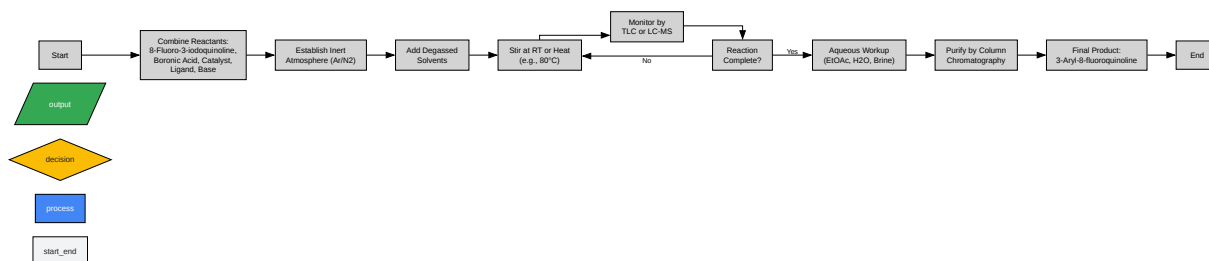 Start
Combine Reactants:
8-Fluoro-3-iodoquinoline,
Boronic Acid, Catalyst,
Ligand, Base
Establish Inert
Atmosphere (Ar/N2)
Add Degassed
Solvents
Stir at RT or Heat
(e.g., 80°C)
Monitor by
TLC or LC-MS
Reaction
Complete?
No
Yes
Aqueous Workup
(EtOAc, H2O, Brine)
Purify by Column
Chromatography
Final Product:
3-Aryl-8-fluoroquinoline
End
output
decision
process
start_end